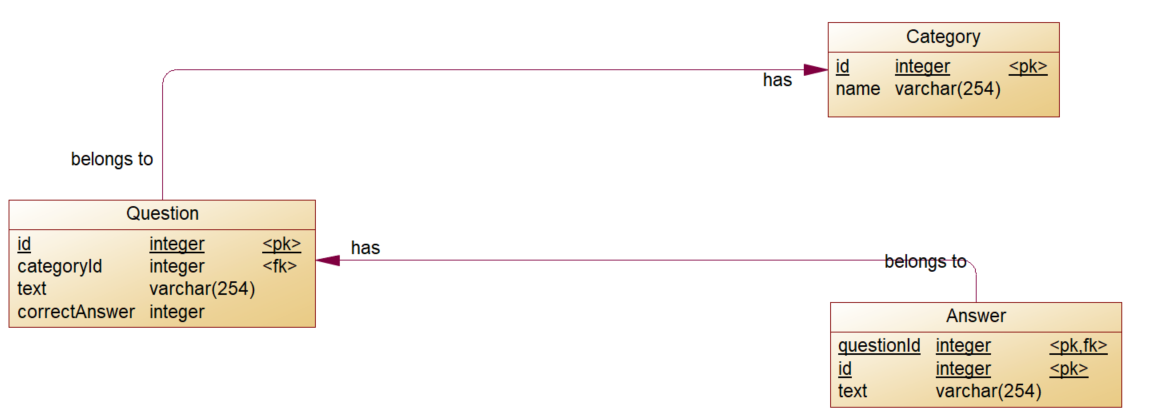 Category
id integer <pk>
name varchar(254)
has
belongs to
Question
id integer <pk>
categoryId integer <fk>
text varchar(254)
correctAnswer integer
has
belongs to
Answer
questionId integer <pk,fk>
id integer <pk>
text varchar(254)